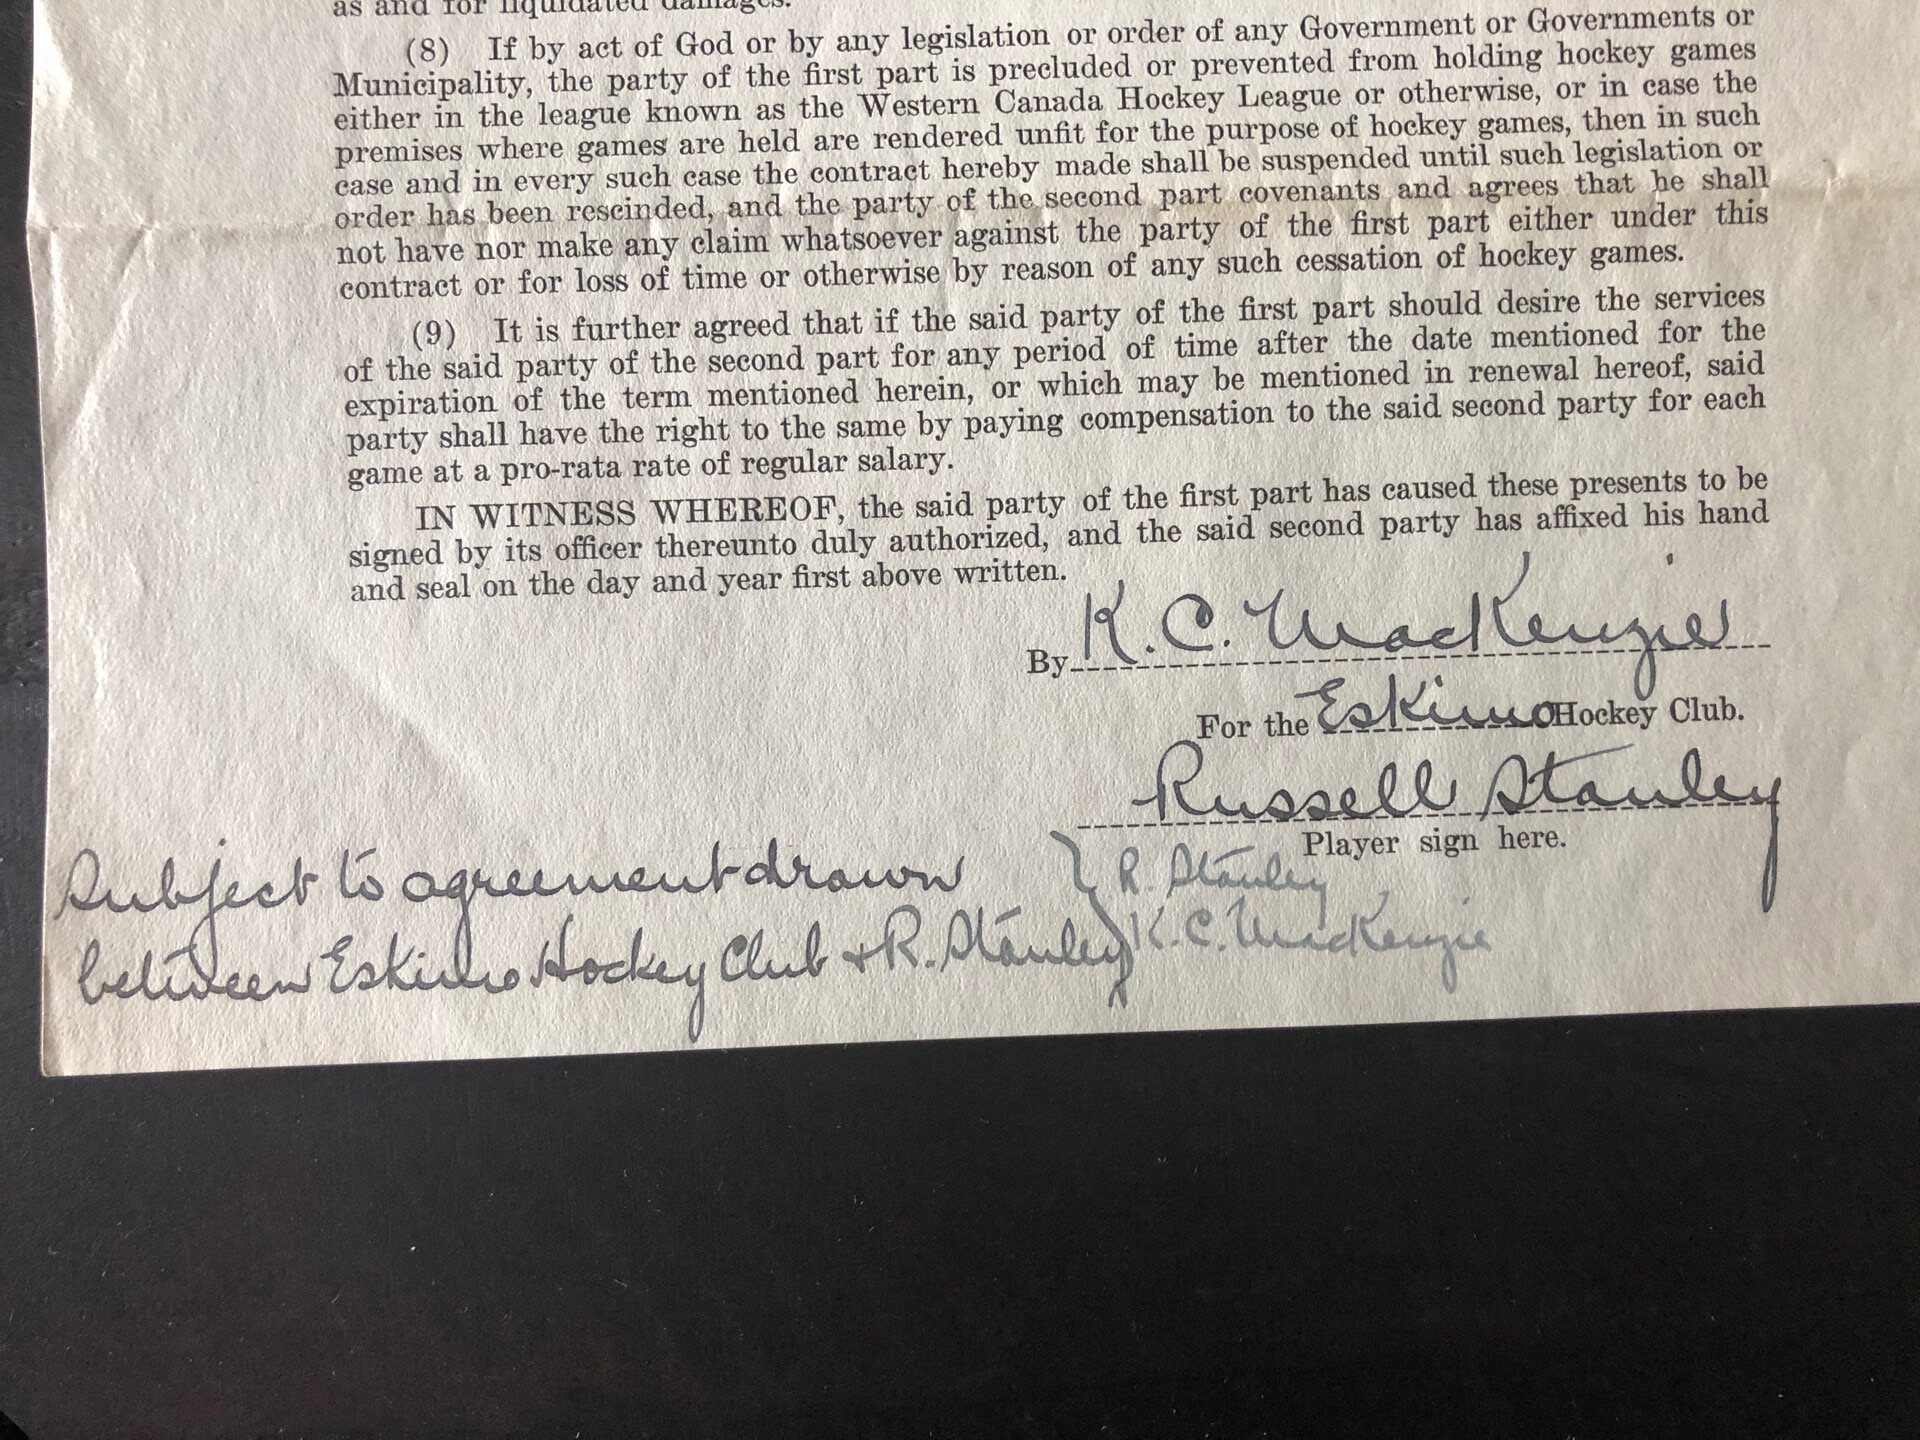 as and for liquidated damages.
(8) If by act of God or by any legislation or order of any Government or Governments or
Municipality, the party of the first part is precluded or prevented from holding hockey games
either in the league known as the Western Canada Hockey League or otherwise, or in case the
premises where games are held are rendered unfit for the purpose of hockey games, then in such
case and in every such case the contract hereby made shall be suspended until such legislation or
order has been rescinded, and the party of the second part covenants and agrees that he shall
not have nor make any claim whatsoever against the party of the first part either under this
contract or for loss of time or otherwise by reason of any such cessation of hockey games.
(9) It is further agreed that if the said party of the first part should desire the services
of the said party of the second part for any period of time after the date mentioned for the
expiration of the term mentioned herein, or which may be mentioned in renewal hereof, said
party shall have the right to the same by paying compensation to the said second party for each
game at a pro-rata rate of regular salary.
IN WITNESS WHEREOF, the said party of the first part has caused these presents to be
signed by its officer thereunto duly authorized, and the said second party has affixed his hand
and seal on the day and year first above written.
By K. C. MacKenzie
For the Eskimo Hockey Club.
Russell Stanley
Player sign here.
Subject to agreement drawn } R. Stanley
between Eskimo Hockey Club & R. Stanley } K. C. MacKenzie